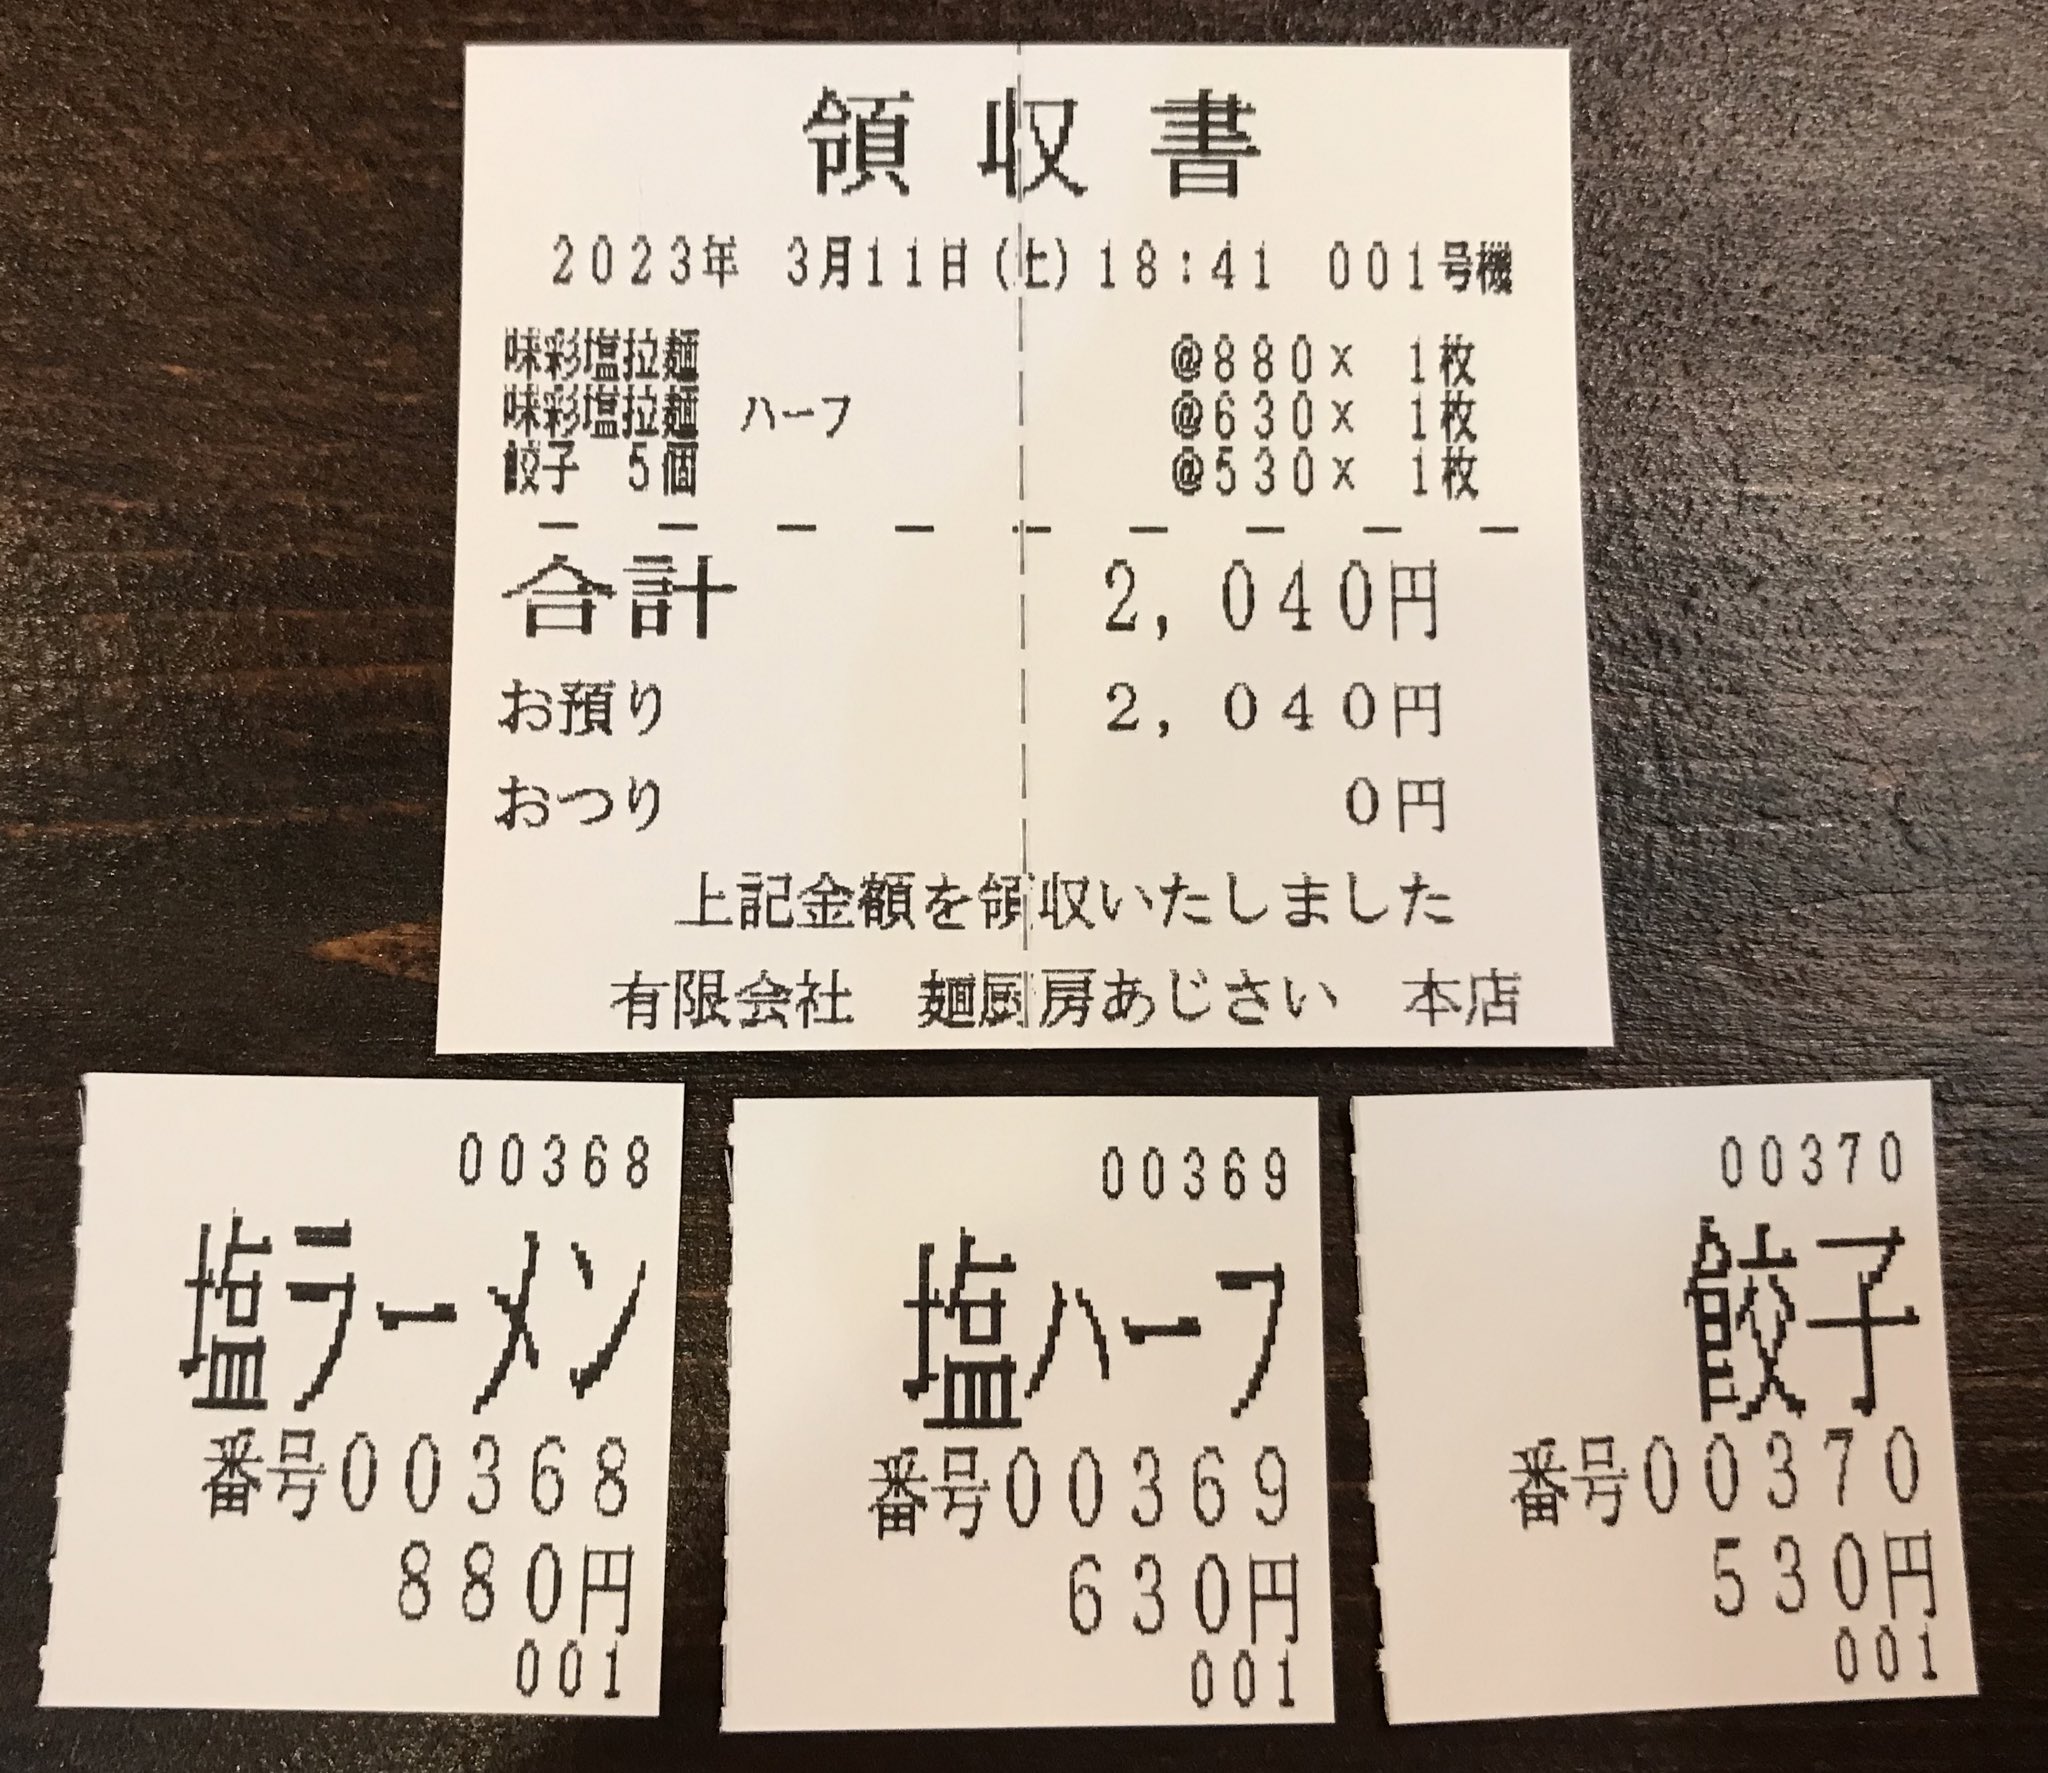 領収書
2023年 3月11日(土)18:41 001号機
味彩塩拉麺 @880× 1枚
味彩塩拉麺 ハーフ @630× 1枚
餃子 5個 @530× 1枚
合計 2,040円
お預り 2,040円
おつり 0円
上記金額を領収いたしました
有限会社 麺厨房あじさい 本店
00368
塩ラーメン
番号00368
880円
001
00369
塩ハーフ
番号00369
630円
001
00370
餃子
番号00370
530円
001